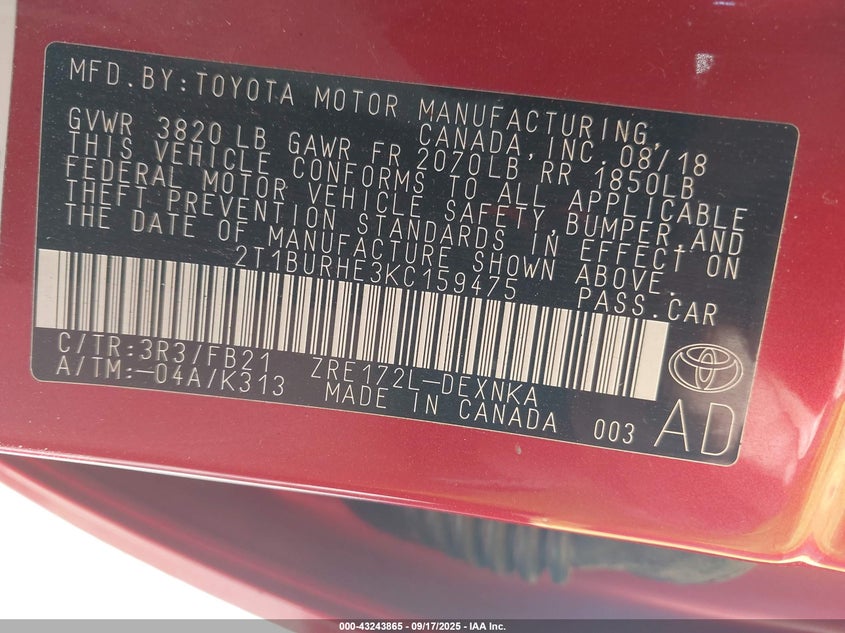 MFD.BY:TOYOTA MOTOR MANUFACTURING,
CANADA,INC. 08/18
GVWR 3820LB GAWR FR 2070LB RR 1850LB
THIS VEHICLE CONFORMS TO ALL APPLICABLE
FEDERAL MOTOR VEHICLE SAFETY,BUMPER,AND
THEFT PREVENTION STANDARDS IN EFFECT ON
THE DATE OF MANUFACTURE SHOWN ABOVE.
2T1BURHE3KC159475 PASS.CAR
C/TR:3R3/FB21 ZRE172L-DEXNKA
A/TM:-04A/K313 MADE IN CANADA 003 AD
000-43243865 - 09/17/2025 - IAA Inc.